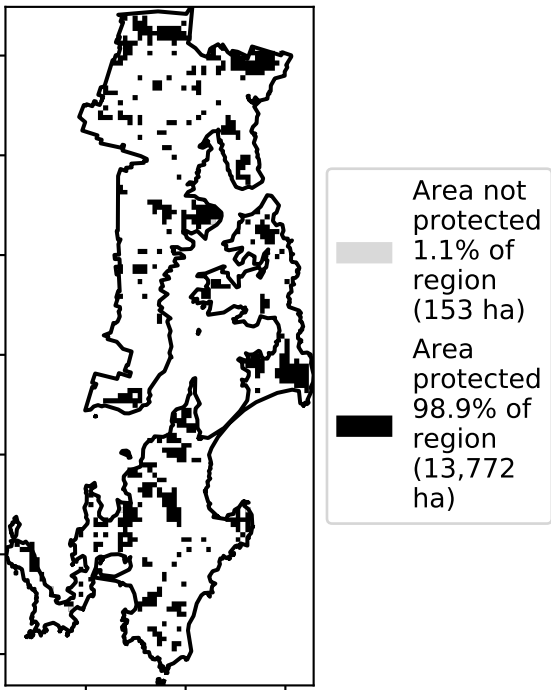 Area not
protected
1.1% of
region
(153 ha)
Area
protected
98.9% of
region
(13,772
ha)